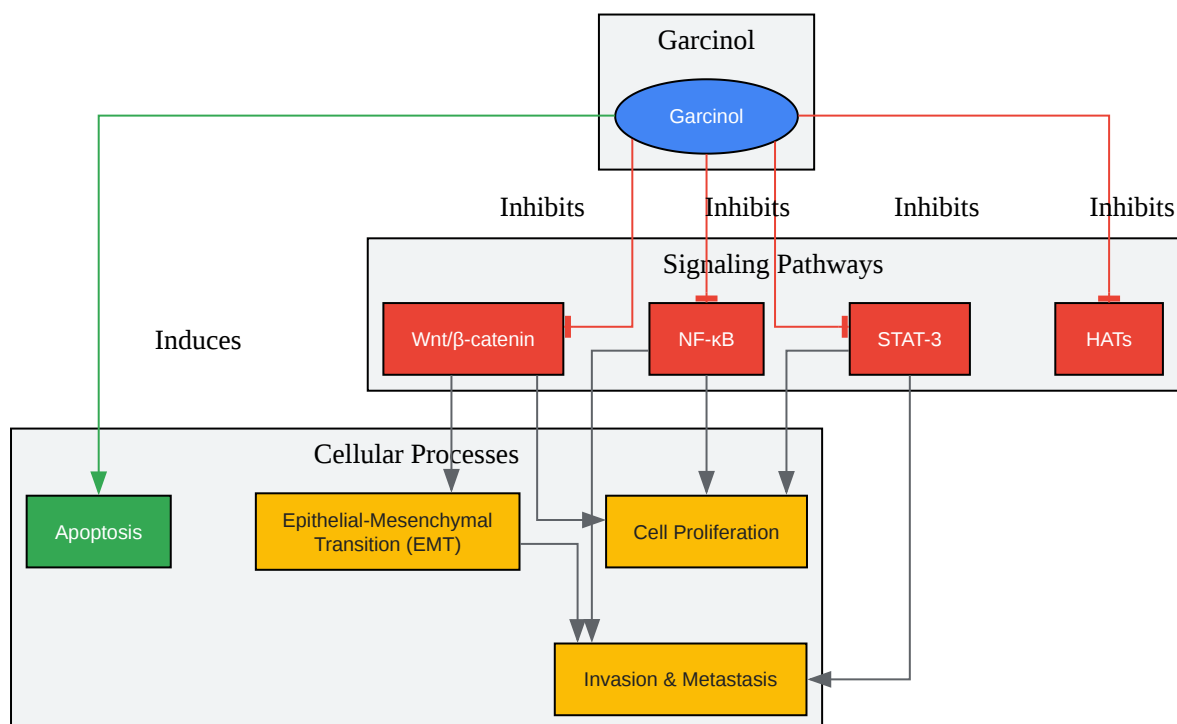 Garcinol
Garcinol
Inhibits
Inhibits
Inhibits
Inhibits
Signaling Pathways
Wnt/β-catenin
NF-κB
STAT-3
HATs
Induces
Cellular Processes
Apoptosis
Epithelial-Mesenchymal
Transition (EMT)
Cell Proliferation
Invasion & Metastasis